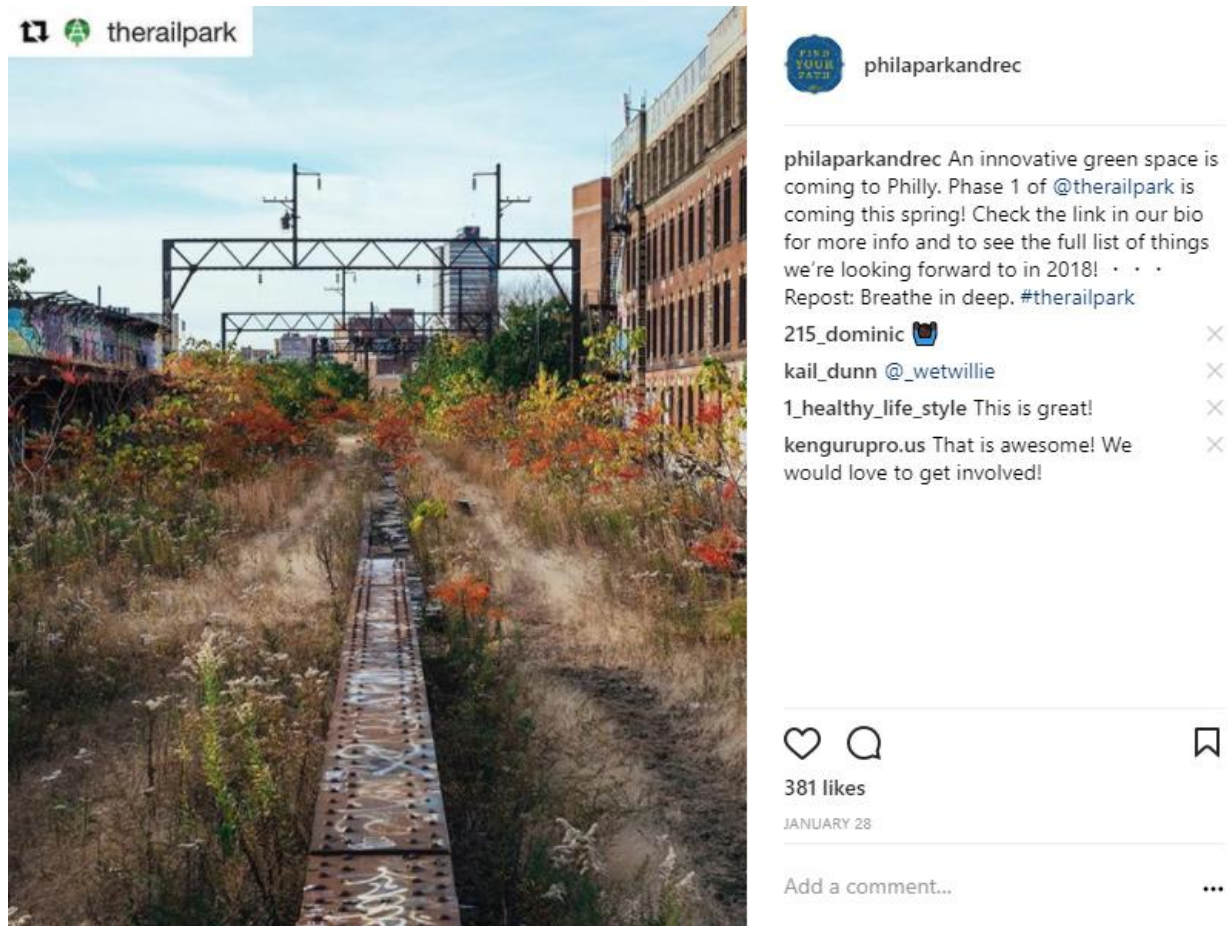 therailpark
FIND
YOUR
PATH
philaparkandrec
philaparkandrec An innovative green space is
coming to Philly. Phase 1 of @therailpark is
coming this spring! Check the link in our bio
for more info and to see the full list of things
we're looking forward to in 2018! · · ·
Repost: Breathe in deep. #therailpark
215_dominic
kail_dunn @_wetwillie
1_healthy_life_style This is great!
kengurupro.us That is awesome! We
would love to get involved!
381 likes
JANUARY 28
Add a comment...